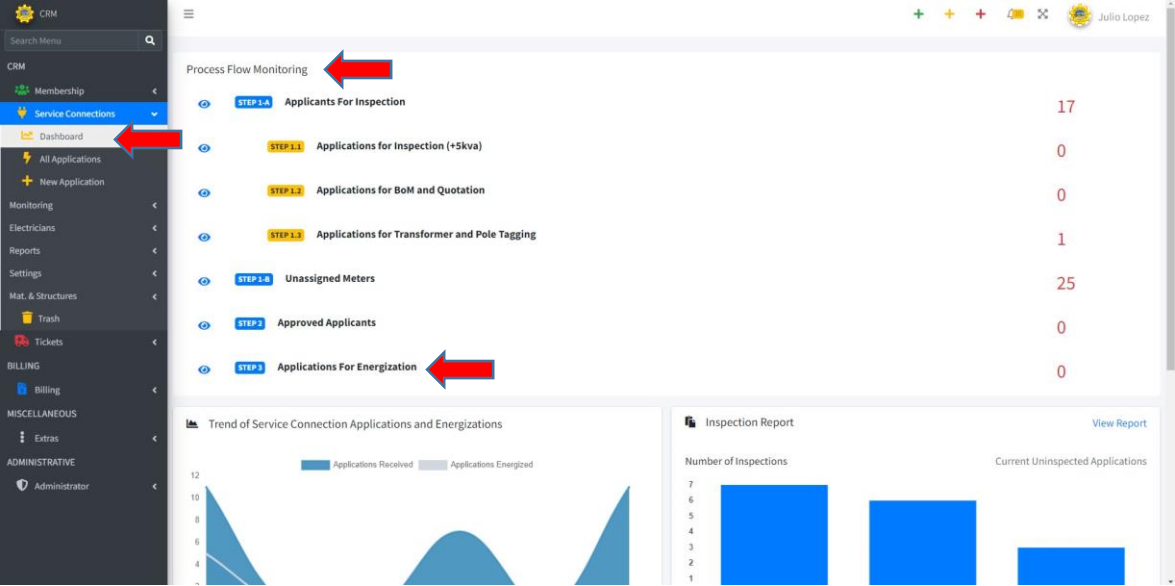 CRM
Julio Lopez
Search Menu
CRM
Membership
Service Connections
Dashboard
All Applications
New Application
Monitoring
Electricians
Reports
Settings
Mat. & Structures
Trash
Tickets
BILLING
Billing
MISCELLANEOUS
Extras
ADMINISTRATIVE
Administrator
Process Flow Monitoring
STEP 1-A Applicants For Inspection 17
STEP 1.1 Applications for Inspection (+5kva) 0
STEP 1.2 Applications for BoM and Quotation 0
STEP 1.3 Applications for Transformer and Pole Tagging 1
STEP 1-B Unassigned Meters 25
STEP 2 Approved Applicants 0
STEP 3 Applications For Energization 0
Trend of Service Connection Applications and Energizations
Applications Received Applications Energized
12
10
8
6
4
2
Inspection Report View Report
Number of Inspections Current Uninspected Applications
7
6
5
4
3
2
1